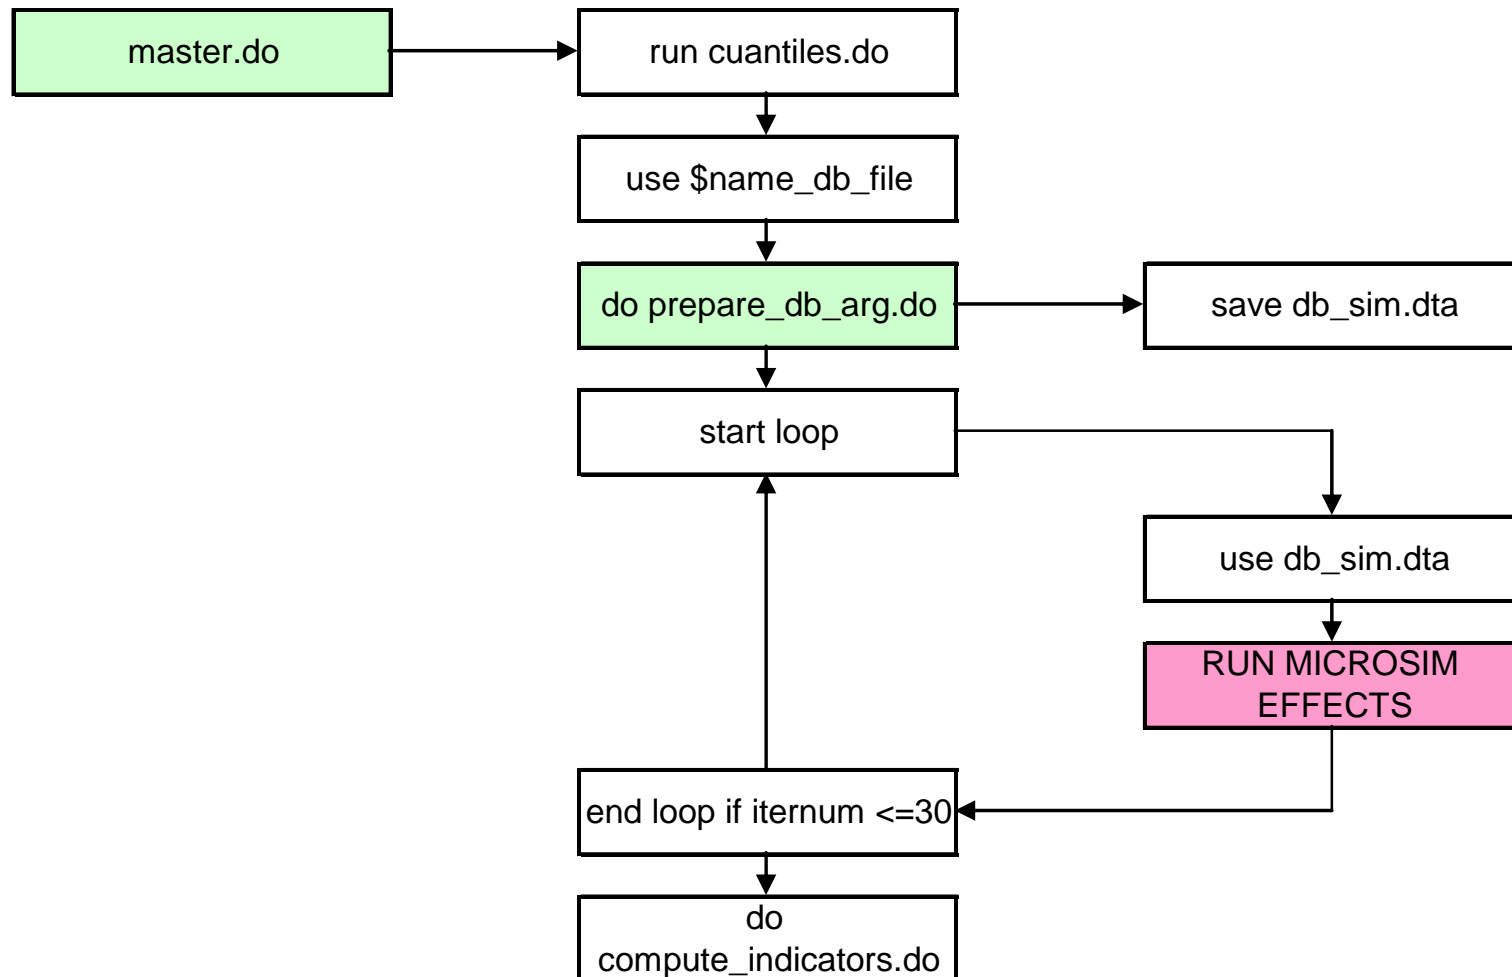 master.do
run cuantiles.do
use $name_db_file
do prepare_db_arg.do
save db_sim.dta
start loop
use db_sim.dta
RUN MICROSIM
EFFECTS
end loop if iternum <=30
do
compute_indicators.do